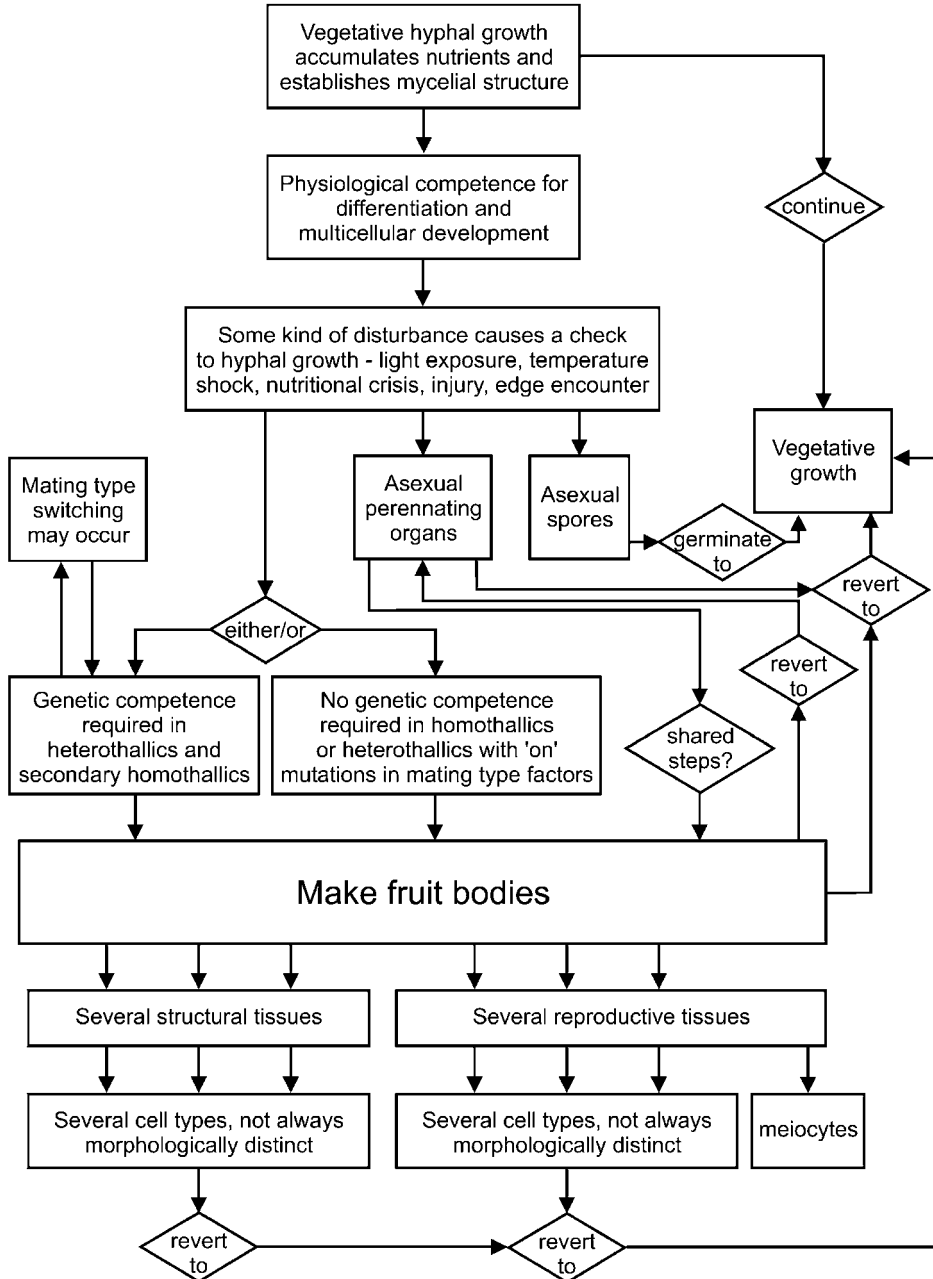 Vegetative hyphal growth
accumulates nutrients and
establishes mycelial structure
Physiological competence for
differentiation and
multicellular development
continue
Some kind of disturbance causes a check
to hyphal growth - light exposure, temperature
shock, nutritional crisis, injury, edge encounter
Vegetative
growth
Mating type
switching
may occur
Asexual
perennating
organs
Asexual
spores
germinate
to
revert
to
either/or
revert
to
Genetic competence
required in
heterothallics and
secondary homothallics
No genetic competence
required in homothallics
or heterothallics with 'on'
mutations in mating type factors
shared
steps?
Make fruit bodies
Several structural tissues
Several reproductive tissues
Several cell types, not always
morphologically distinct
Several cell types, not always
morphologically distinct
meiocytes
revert
to
revert
to